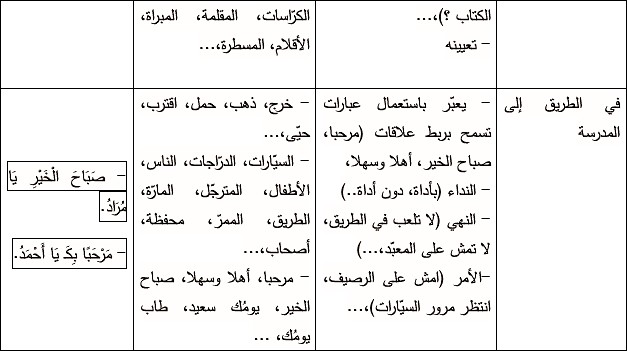 الكتاب ؟)،...
– تعيينه
الكرّاسات، المقلمة، المبراة،
الأقلام، المسطرة،...
في الطريق إلى
المدرسة
– يعبّر باستعمال عبارات
تسمح بربط علاقات (مرحبا،
صباح الخير، أهلا وسهلا،
– النداء (بأداة، دون أداة..)
– النهي (لا تلعب في الطريق،
لا تمش على المعبّد،...)
–الأمر (امش على الرصيف،
انتظر مرور السيّارات)،...
– خرج، ذهب، حمل، اقترب،
حيّى،...
– السيّارات، الدرّاجات، الناس،
الأطفال، المترجّل، المارّة،
الطريق، الممرّ، محفظة،
أصحاب،...
– مرحبا، أهلا وسهلا، صباح
الخير، يومُك سعيد، طاب
يومُك، ...
– صَبَاحَ الْخَيْرِ يَا
مُرَادُ.
– مَرْحَبًا بِكَ يَا أَحْمَدُ.